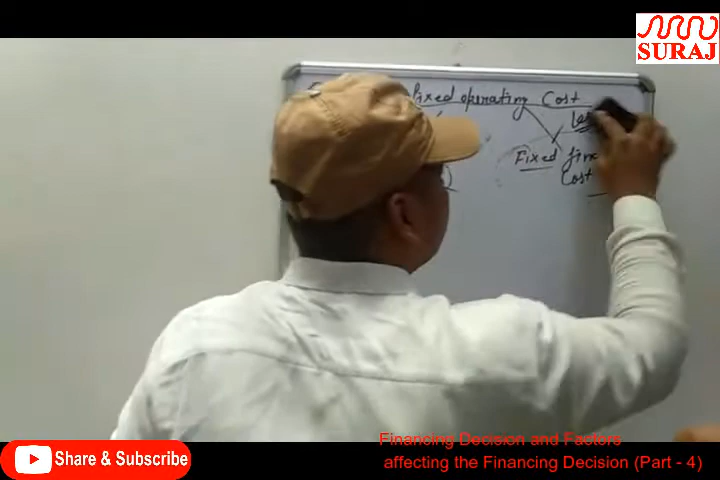 SURAJ
fixed operating Cost
Fixed
Cost
Financing Decision and Factors
affecting the Financing Decision (Part - 4)
Share & Subscribe